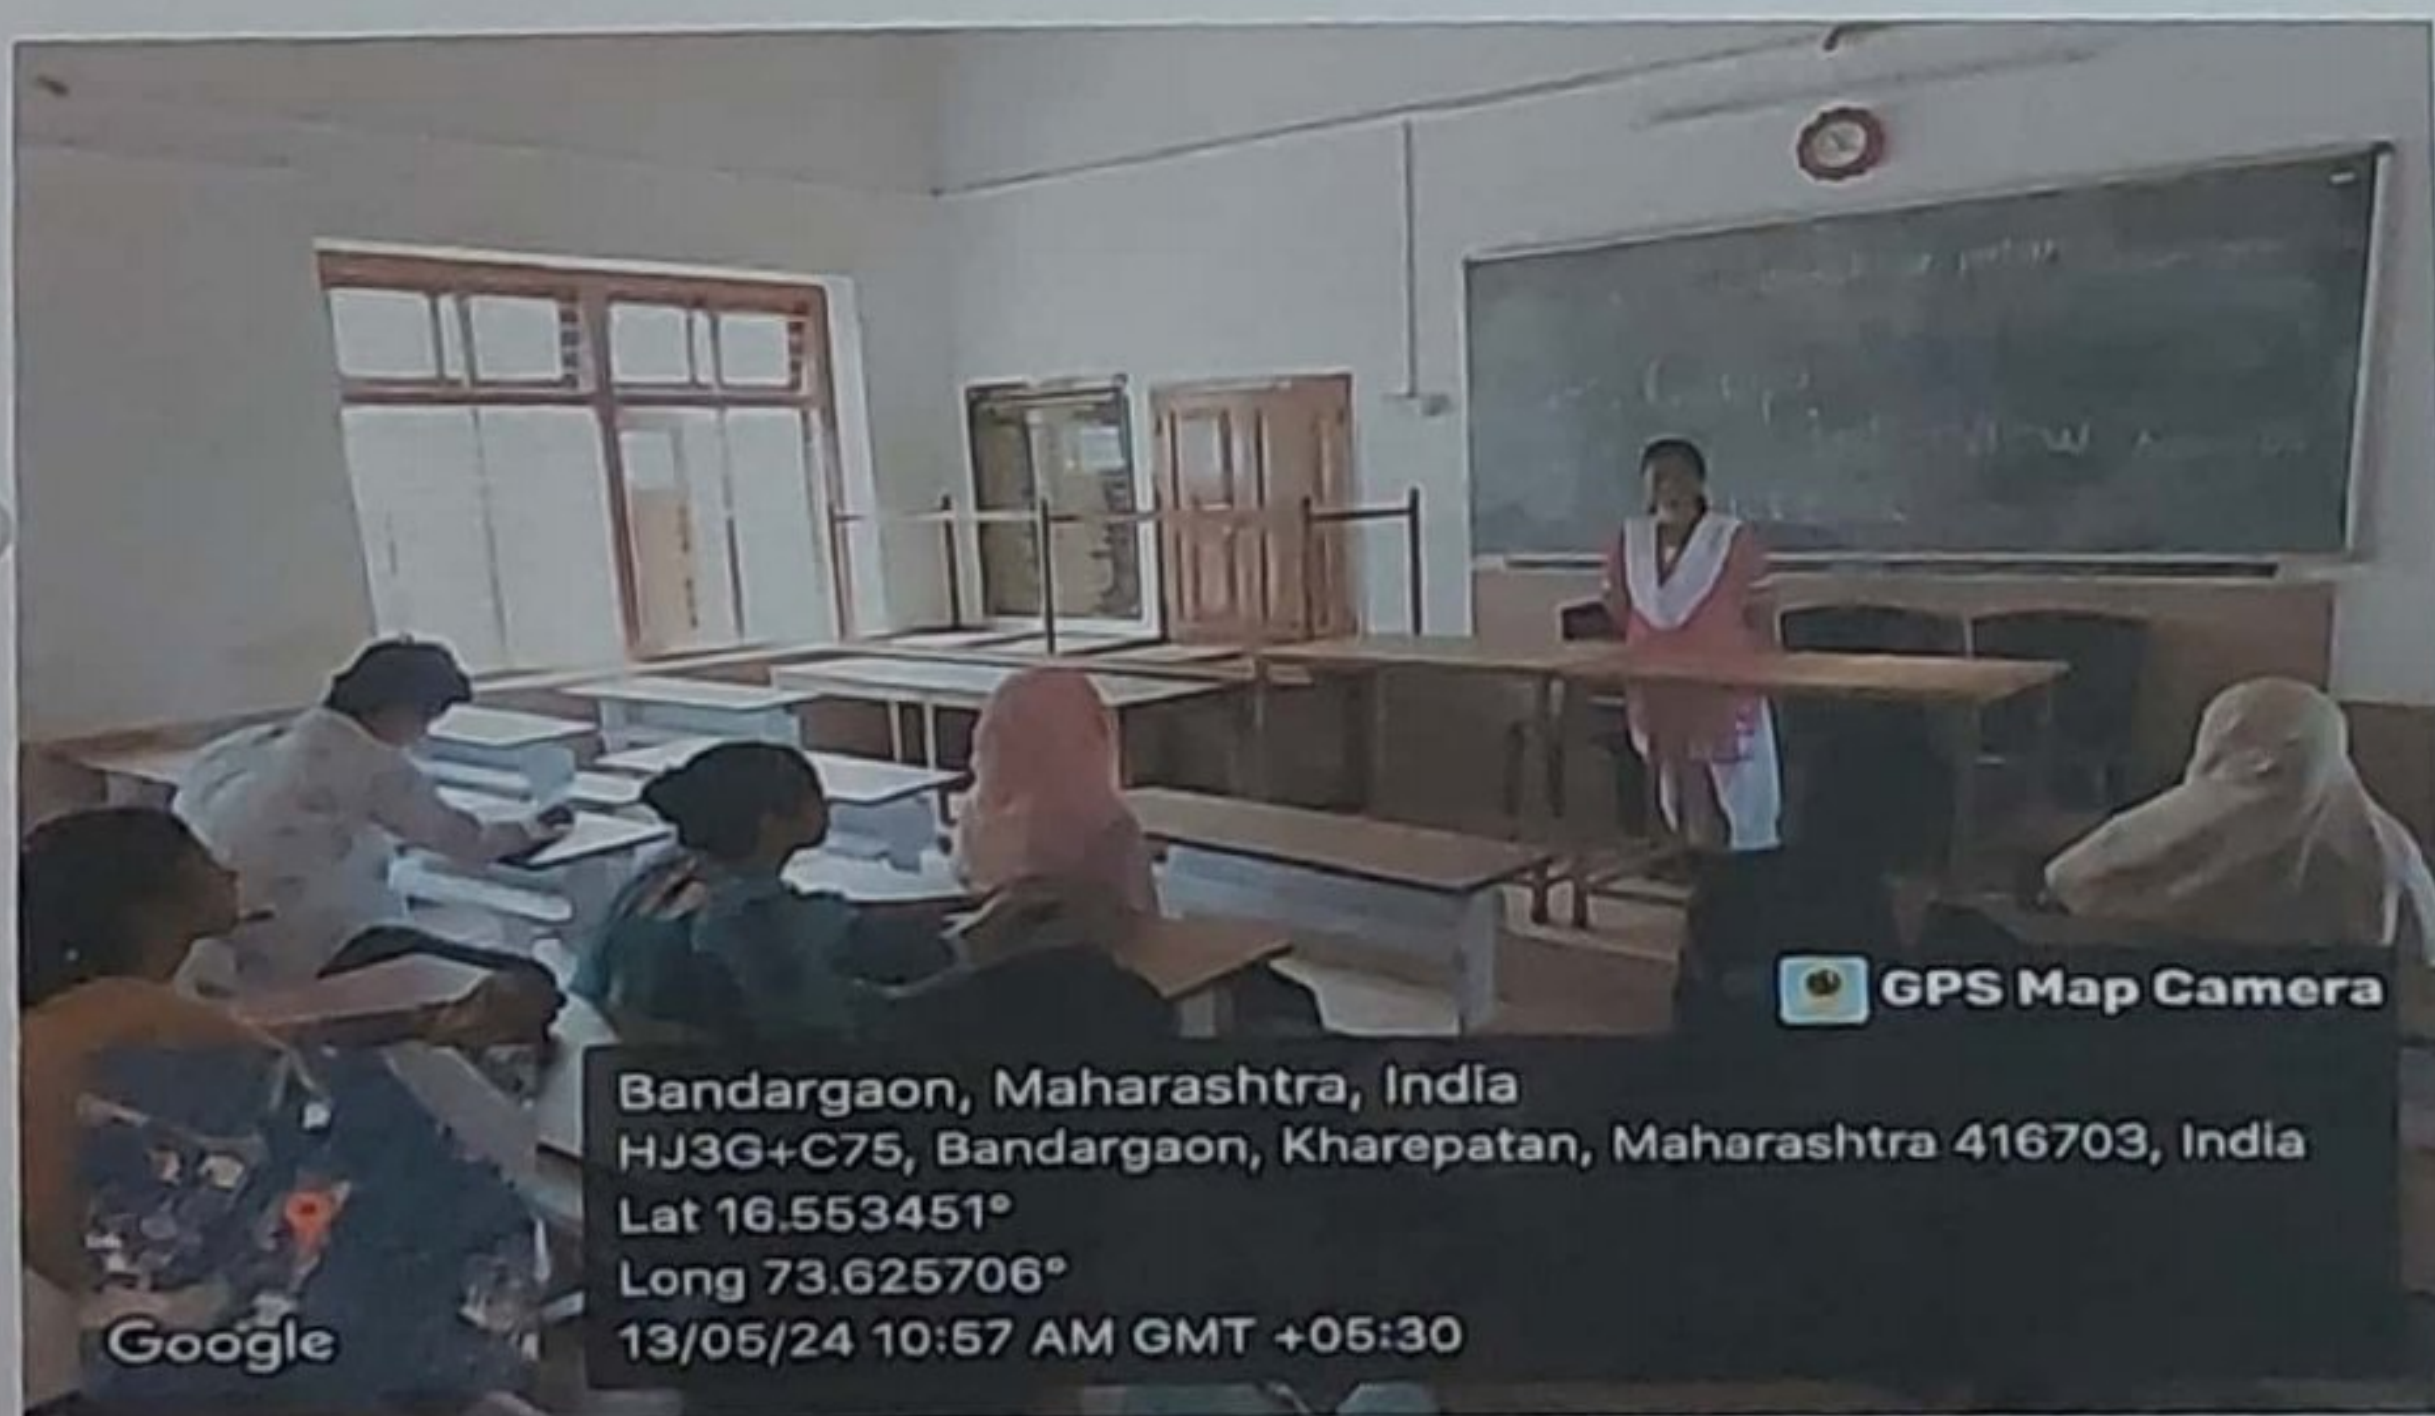 GPS Map Camera
Bandargaon, Maharashtra, India
HJ3G+C75, Bandargaon, Kharepatan, Maharashtra 416703, India
Lat 16.553451°
Long 73.625706°
13/05/24 10:57 AM GMT +05:30
Google